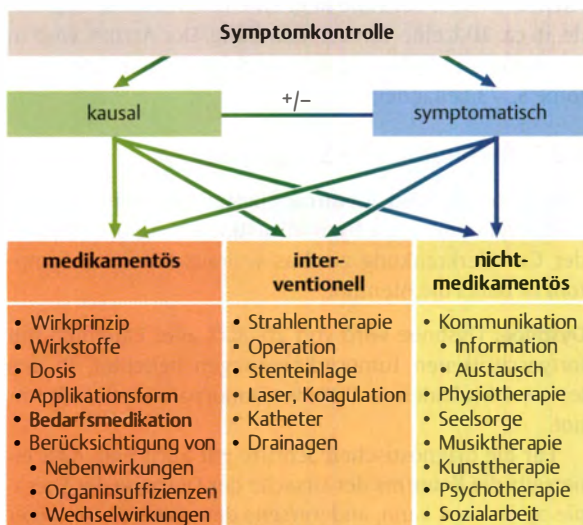 Symptomkontrolle
kausal
+/–
symptomatisch
medikamentös
• Wirkprinzip
• Wirkstoffe
• Dosis
• Applikationsform
• Bedarfsmedikation
• Berücksichtigung von
• Nebenwirkungen
• Organinsuffizienzen
• Wechselwirkungen
inter-
ventionell
• Strahlentherapie
• Operation
• Stenteinlage
• Laser, Koagulation
• Katheter
• Drainagen
nicht-
medikamentös
• Kommunikation
• Information
• Austausch
• Physiotherapie
• Seelsorge
• Musiktherapie
• Kunsttherapie
• Psychotherapie
• Sozialarbeit